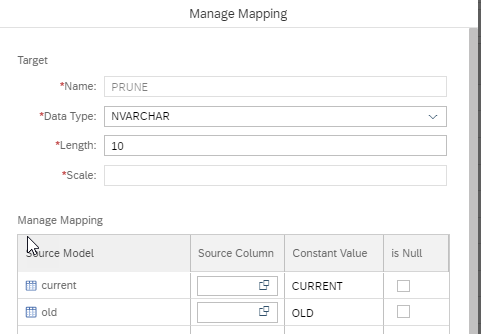 Manage Mapping
Target
*Name: PRUNE
*Data Type: NVARCHAR
*Length: 10
*Scale:
Manage Mapping
Source Model Source Column Constant Value is Null
current CURRENT
old OLD